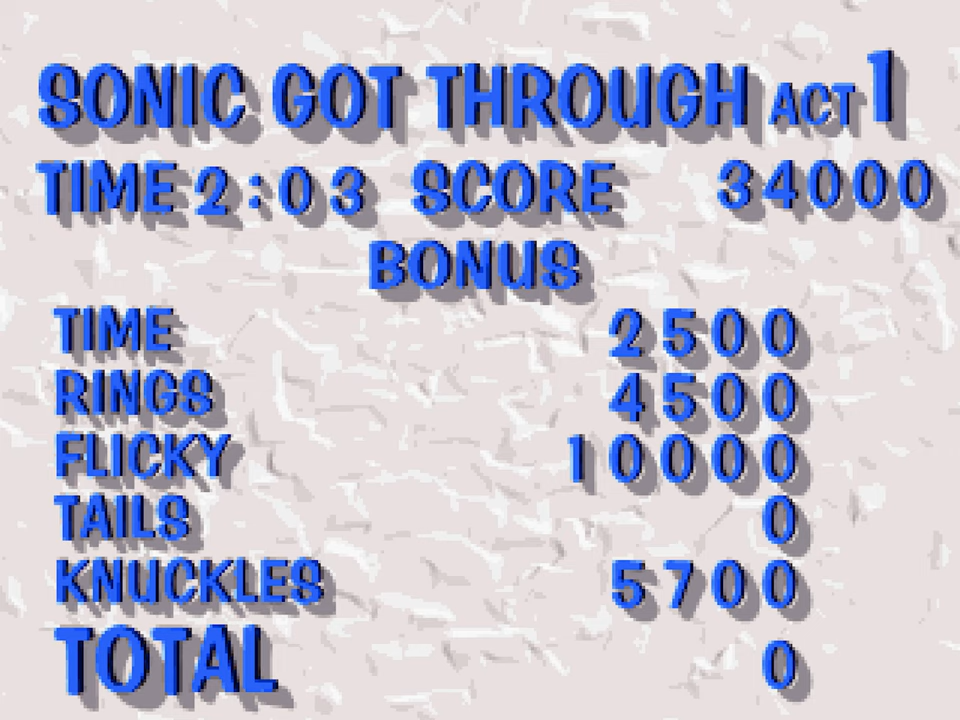 SONIC GOT THROUGH ACT 1
TIME 2:03 SCORE 34000
BONUS
TIME 2500
RINGS 4500
FLICKY 10000
TAILS 0
KNUCKLES 5700
TOTAL 0